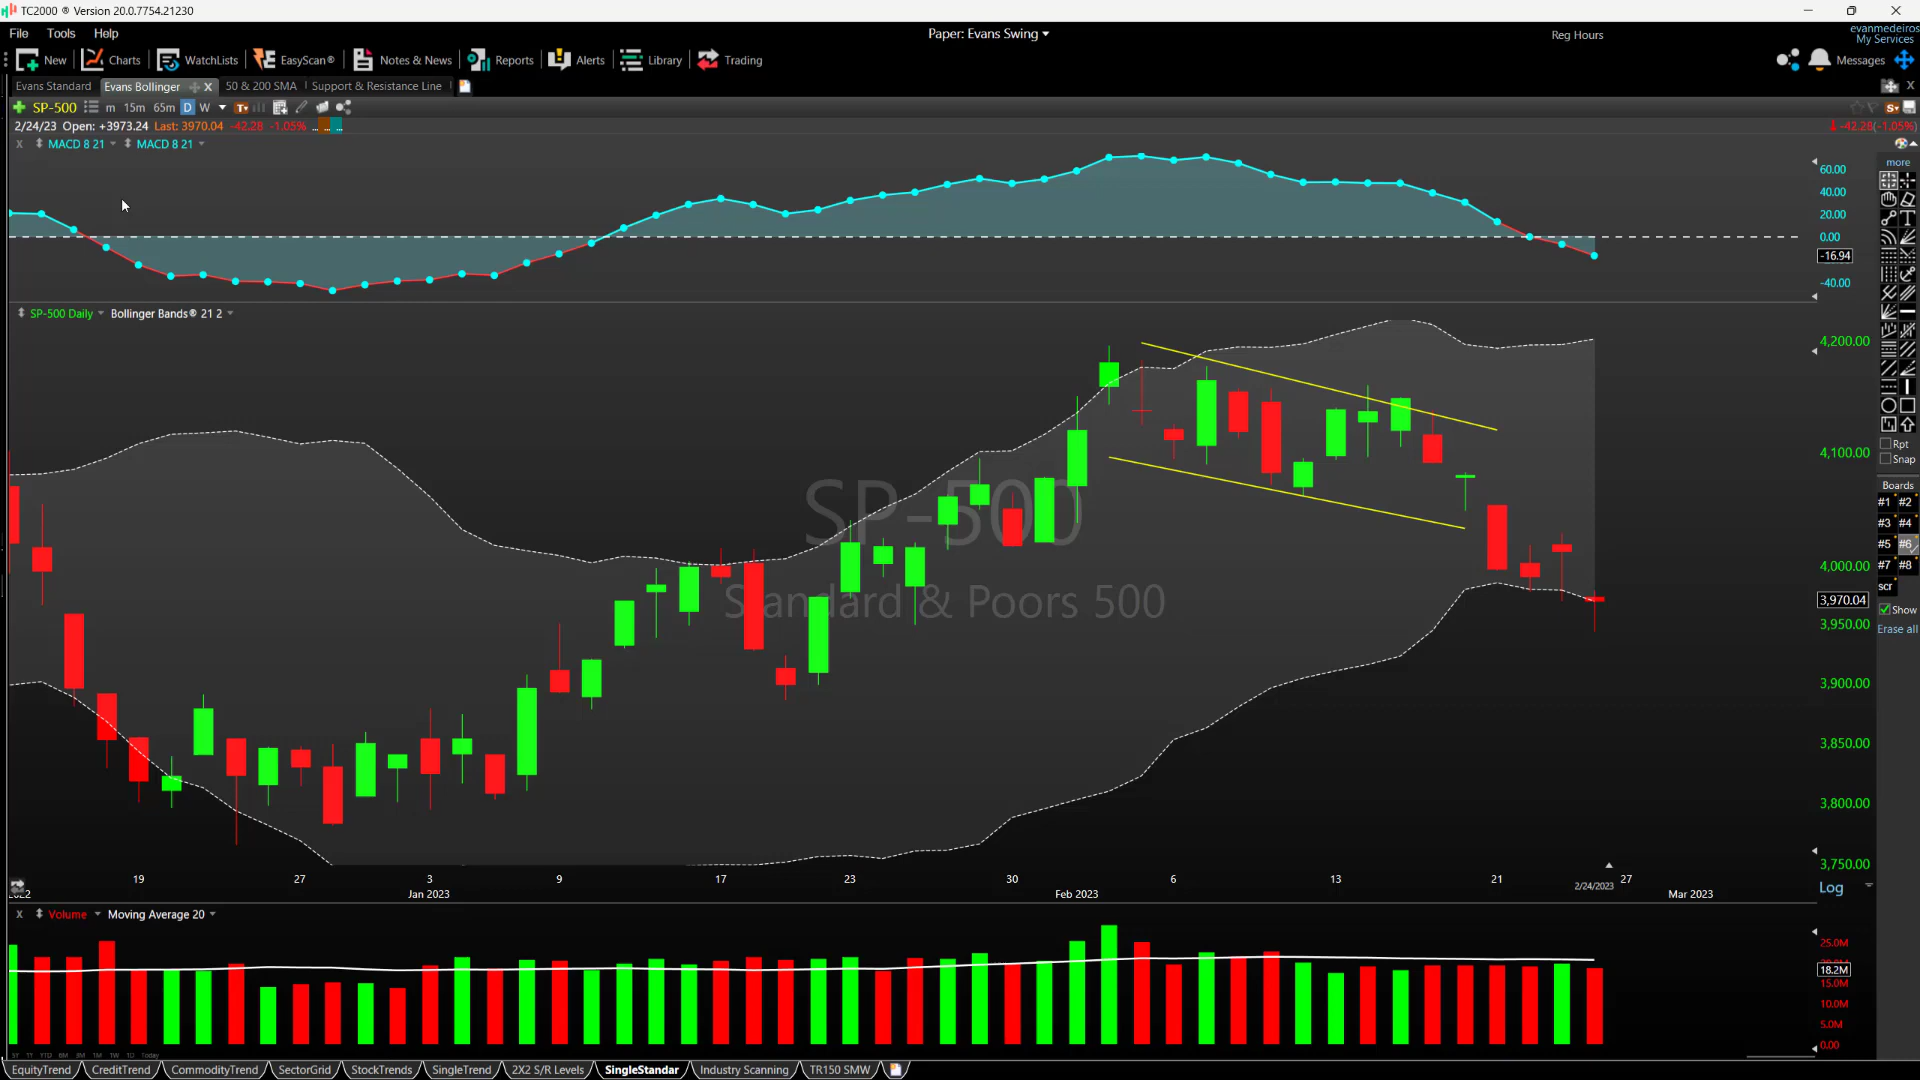 TC2000 ® Version 20.0.7754.21230
File Tools Help
Paper: Evans Swing
Reg Hours
evanmedeiros
My Services
New Charts WatchLists EasyScan® Notes & News Reports Alerts Library Trading
Messages
Evans Standard Evans Bollinger 50 & 200 SMA Support & Resistance Line
SP-500 m 15m 65m D W
2/24/23 Open: +3973.24 Last: 3970.04 -42.28 -1.05%
-42.28(-1.05%)
x MACD 8 21 MACD 8 21
more
60.00
40.00
20.00
0.00
-16.94
-40.00
SP-500 Daily Bollinger Bands® 21 2
4,200.00
4,100.00
4,000.00
3,970.04
3,950.00
3,900.00
3,850.00
3,800.00
3,750.00
SP-500
Standard & Poors 500
Rpt
Snap
Boards
#1 #2
#3 #4
#5 #6
#7 #8
scr
Show
Erase all
19 27 3 9 17 23 30 6 13 21 27
2/24/2023
Jan 2023 Feb 2023 Mar 2023
Log
x Volume Moving Average 20
25.0M
18.2M
15.0M
10.0M
5.0M
0.00
EquityTrend CreditTrend CommodityTrend SectorGrid StockTrends SingleTrend 2X2 S/R Levels SingleStandar Industry Scanning TR150 SMW